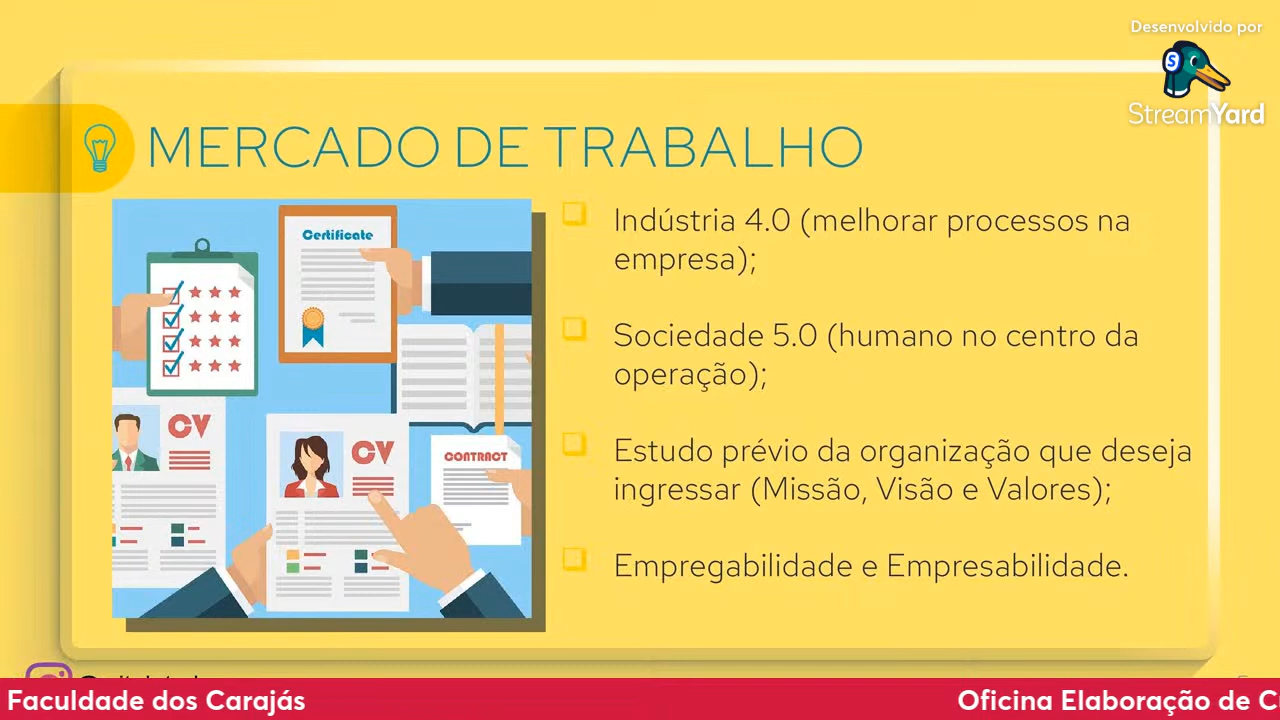 Desenvolvido por
StreamYard
MERCADO DE TRABALHO
Certificate
CV
CV
CONTRACT
Indústria 4.0 (melhorar processos na
empresa);
Sociedade 5.0 (humano no centro da
operação);
Estudo prévio da organização que deseja
ingressar (Missão, Visão e Valores);
Empregabilidade e Empresabilidade.
Faculdade dos Carajás
Oficina Elaboração de